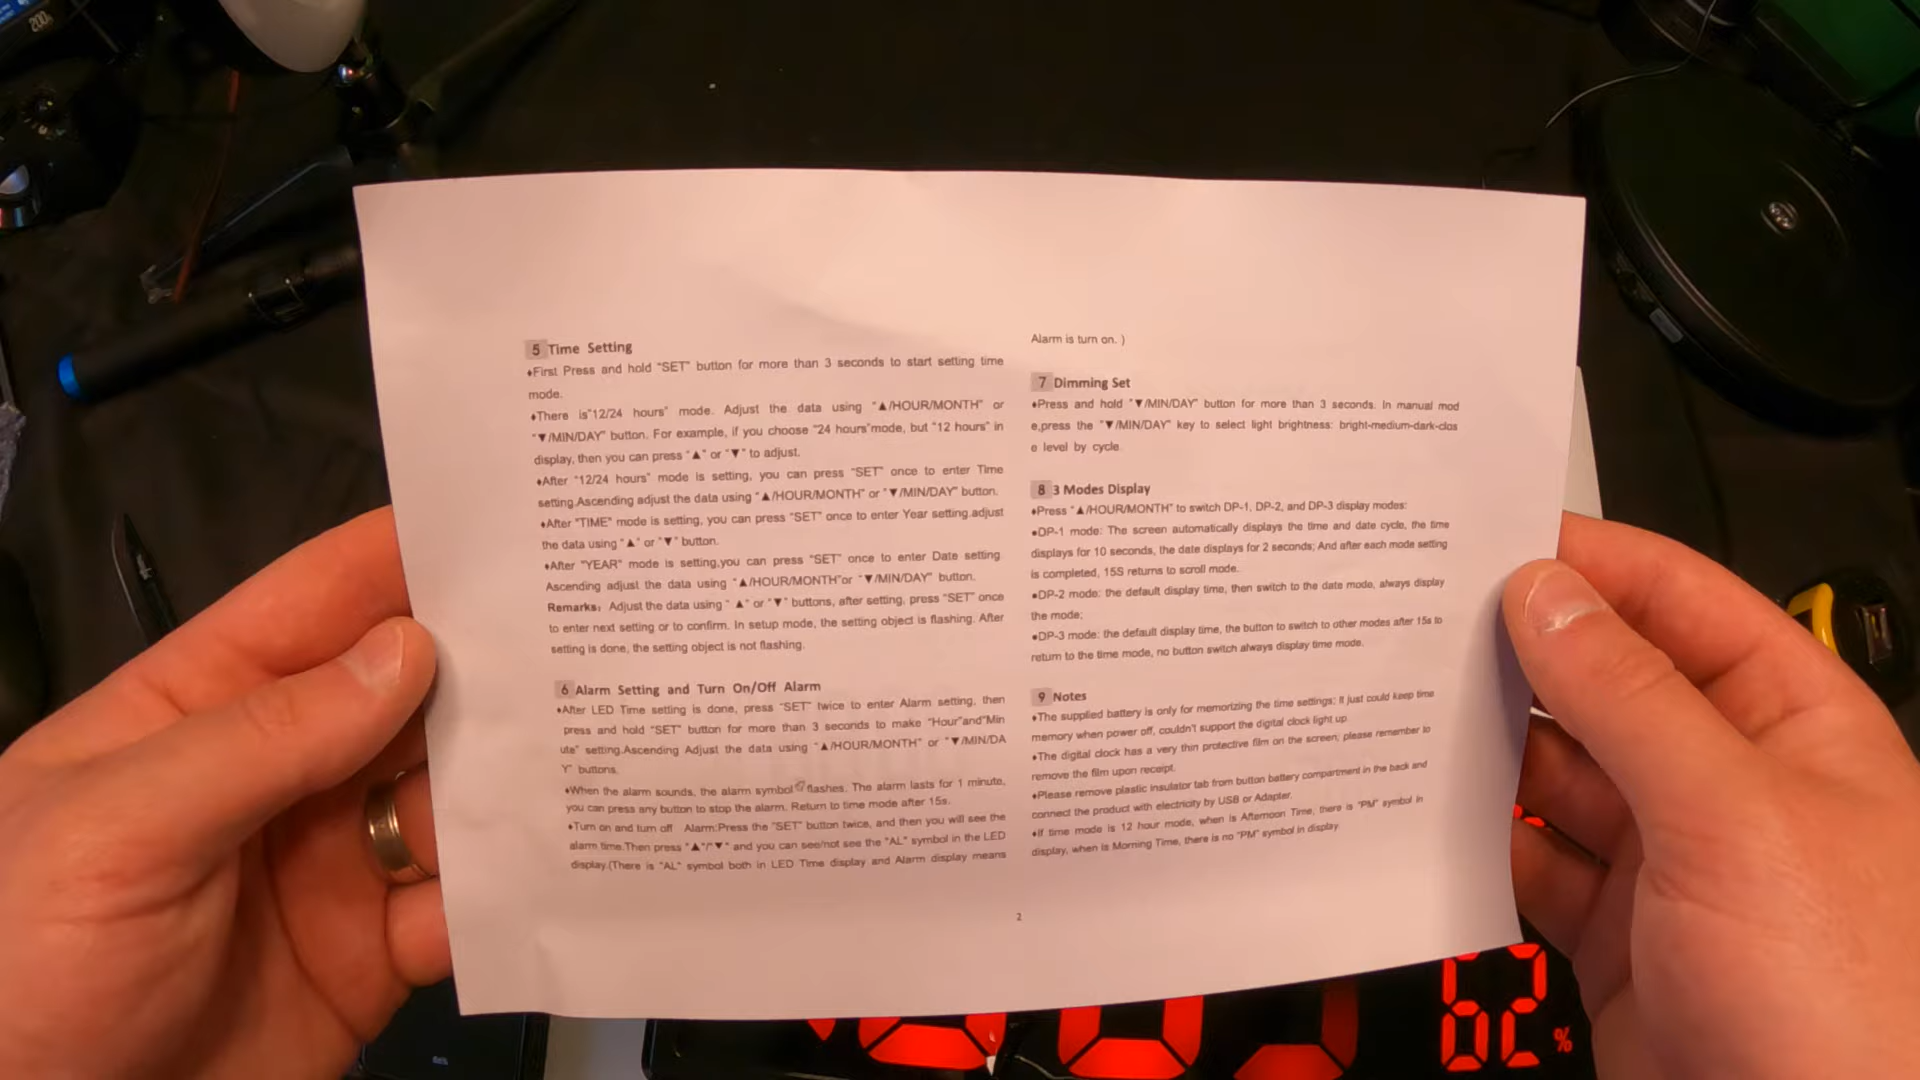 5 Time Setting
♦First Press and hold "SET" button for more than 3 seconds to start setting time
mode.
♦There is"12/24 hours" mode. Adjust the data using "▲/HOUR/MONTH" or
"▼/MIN/DAY" button. For example, if you choose "24 hours"mode, but "12 hours" in
display, then you can press "▲" or "▼" to adjust.
♦After "12/24 hours" mode is setting, you can press "SET" once to enter Time
setting.Ascending adjust the data using "▲/HOUR/MONTH" or "▼/MIN/DAY" button.
♦After "TIME" mode is setting, you can press "SET" once to enter Year setting.adjust
the data using "▲" or "▼" button.
♦After "YEAR" mode is setting,you can press "SET" once to enter Date setting.
Ascending adjust the data using "▲/HOUR/MONTH"or "▼/MIN/DAY" button.
Remarks: Adjust the data using " ▲" or "▼" buttons, after setting, press "SET" once
to enter next setting or to confirm. In setup mode, the setting object is flashing. After
setting is done, the setting object is not flashing.
6 Alarm Setting and Turn On/Off Alarm
♦After LED Time setting is done, press "SET" twice to enter Alarm setting, then
press and hold "SET" button for more than 3 seconds to make "Hour"and"Min
ute" setting.Ascending Adjust the data using "▲/HOUR/MONTH" or "▼/MIN/DA
Y" buttons.
♦When the alarm sounds, the alarm symbol flashes. The alarm lasts for 1 minute,
you can press any button to stop the alarm. Return to time mode after 15s.
♦Turn on and turn off Alarm:Press the "SET" button twice, and then you will see the
alarm time.Then press "▲"/"▼" and you can see/not see the "AL" symbol in the LED
display.(There is "AL" symbol both in LED Time display and Alarm display means
Alarm is turn on. )
7 Dimming Set
♦Press and hold "▼/MIN/DAY" button for more than 3 seconds. In manual mod
e,press the "▼/MIN/DAY" key to select light brightness: bright-medium-dark-clos
e level by cycle.
8 3 Modes Display
♦Press "▲/HOUR/MONTH" to switch DP-1, DP-2, and DP-3 display modes:
●DP-1 mode: The screen automatically displays the time and date cycle, the time
displays for 10 seconds, the date displays for 2 seconds; And after each mode setting
is completed, 15S returns to scroll mode.
●DP-2 mode: the default display time, then switch to the date mode, always display
the mode;
●DP-3 mode: the default display time, the button to switch to other modes after 15s to
return to the time mode, no button switch always display time mode.
9 Notes
♦The supplied battery is only for memorizing the time settings; It just could keep time
memory when power off, couldn't support the digital clock light up.
♦The digital clock has a very thin protective film on the screen; please remember to
remove the film upon receipt.
♦Please remove plastic insulator tab from button battery compartment in the back and
connect the product with electricity by USB or Adapter.
♦If time mode is 12 hour mode, when is Afternoon Time, there is "PM" symbol in
display, when is Morning Time, there is no "PM" symbol in display.
2
62%